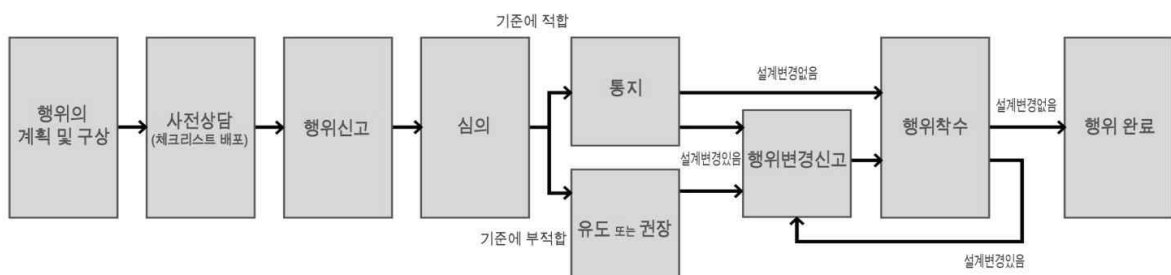 기준에 적합
행위의
계획 및 구상
사전상담
(체크리스트 배포)
행위신고
심의
통지
설계변경없음
설계변경있음
행위변경신고
유도 또는 권장
기준에 부적합
행위착수
설계변경없음
행위 완료
설계변경있음